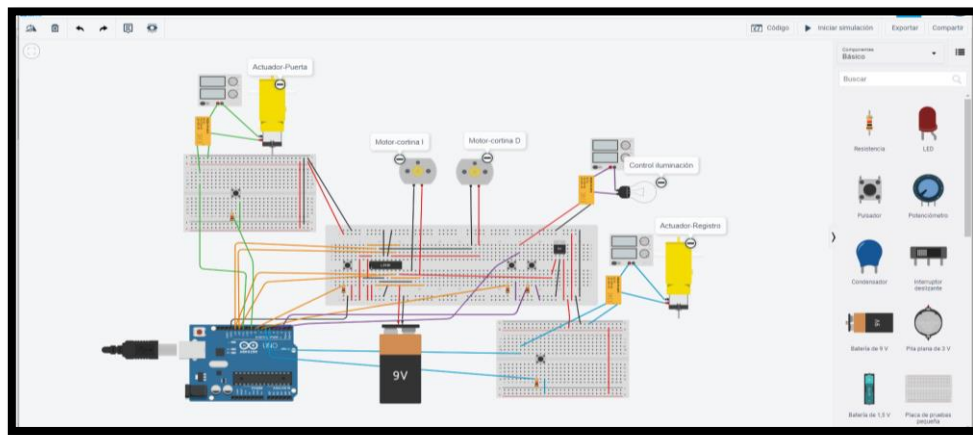 Código
Iniciar simulación
Exportar
Compartir
Componentes
Básico
Buscar
Actuador-Puerta
Motor-cortina I
Motor-cortina D
Control iluminación
Actuador-Registro
UNO
9V
Resistencia
LED
Pulsador
Potenciómetro
Condensador
Interruptor
deslizante
Batería de 9 V
Pila plana de 3 V
Batería de 1,5 V
Placa de pruebas
pequeña